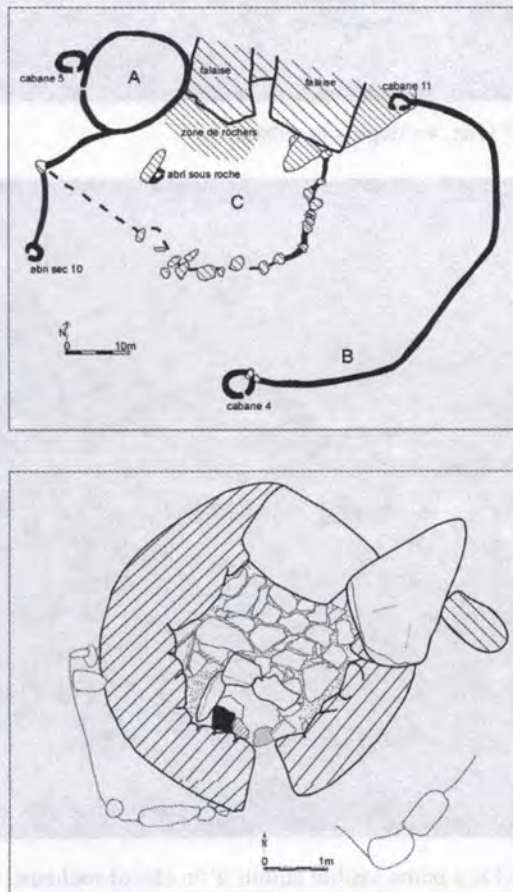 cabane 5
A
falaise
falaise
cabane 11
zone de rochers
abri sous roche
C
abri sec 10
N
0 10m
B
cabane 4
N
0 1m